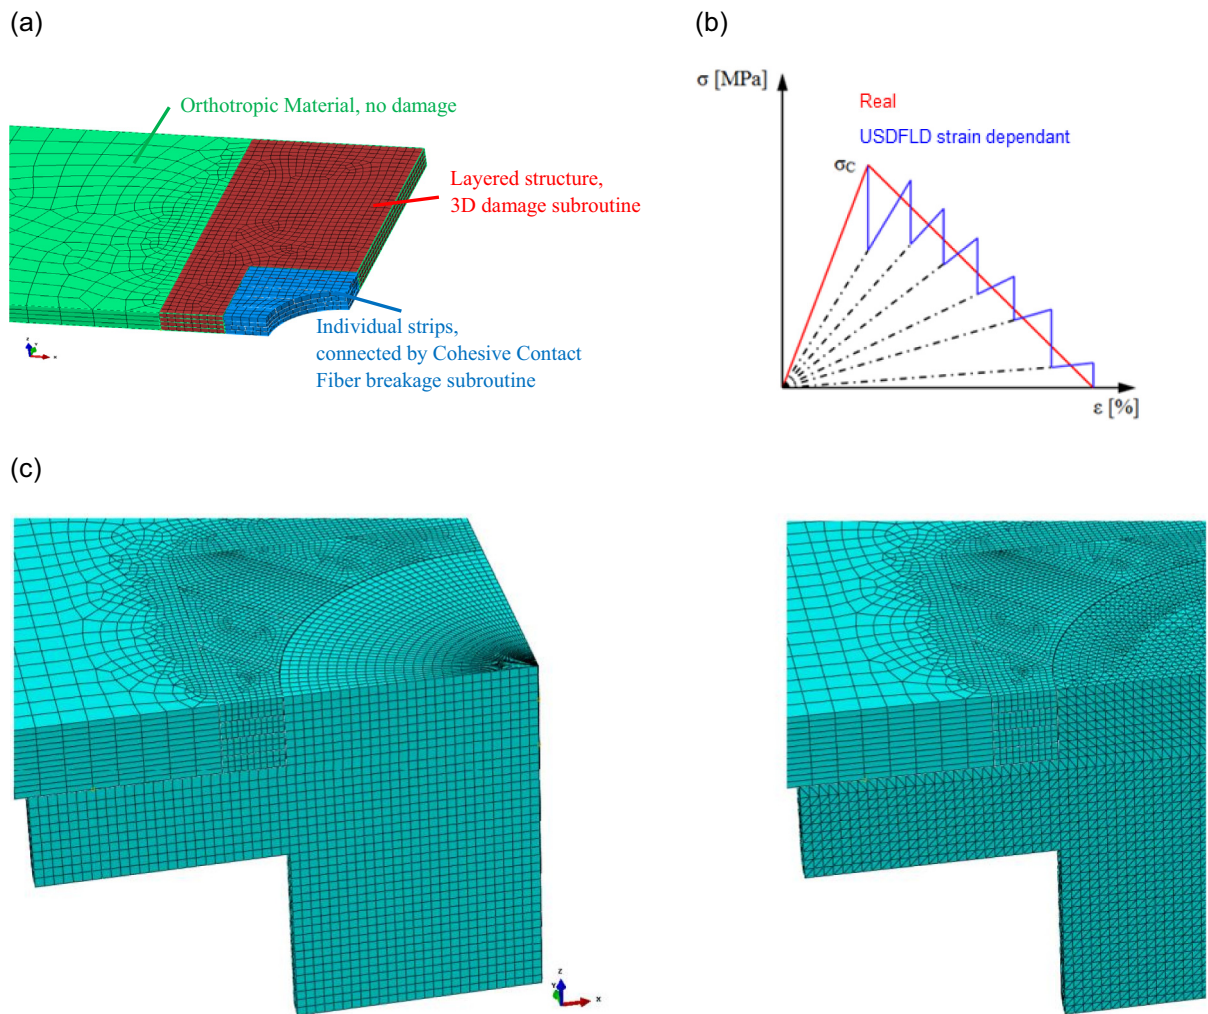 (a)
Orthotropic Material, no damage
Layered structure,
3D damage subroutine
Individual strips,
connected by Cohesive Contact
Fiber breakage subroutine
(b)
σ [MPa]
Real
USDFLD strain dependant
σC
ε [%]
(c)
Z
Y
X